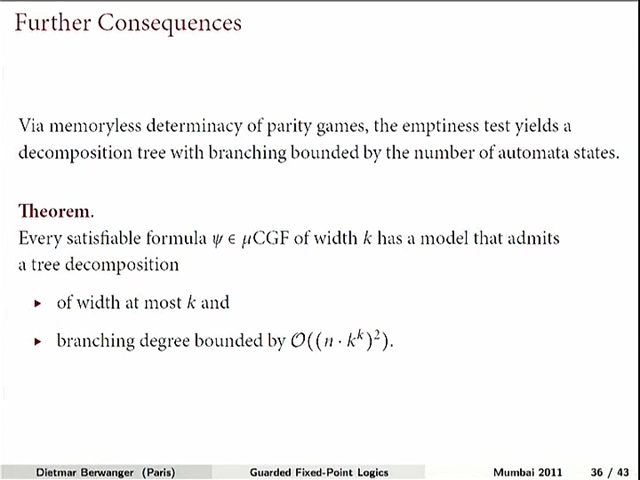 Further Consequences
Via memoryless determinacy of parity games, the emptiness test yields a
decomposition tree with branching bounded by the number of automata states.
Theorem.
Every satisfiable formula ψ ∈ μCGF of width k has a model that admits
a tree decomposition
▸ of width at most k and
▸ branching degree bounded by 𝒪((n · kᵏ)²).
Dietmar Berwanger (Paris) Guarded Fixed-Point Logics Mumbai 2011 36 / 43